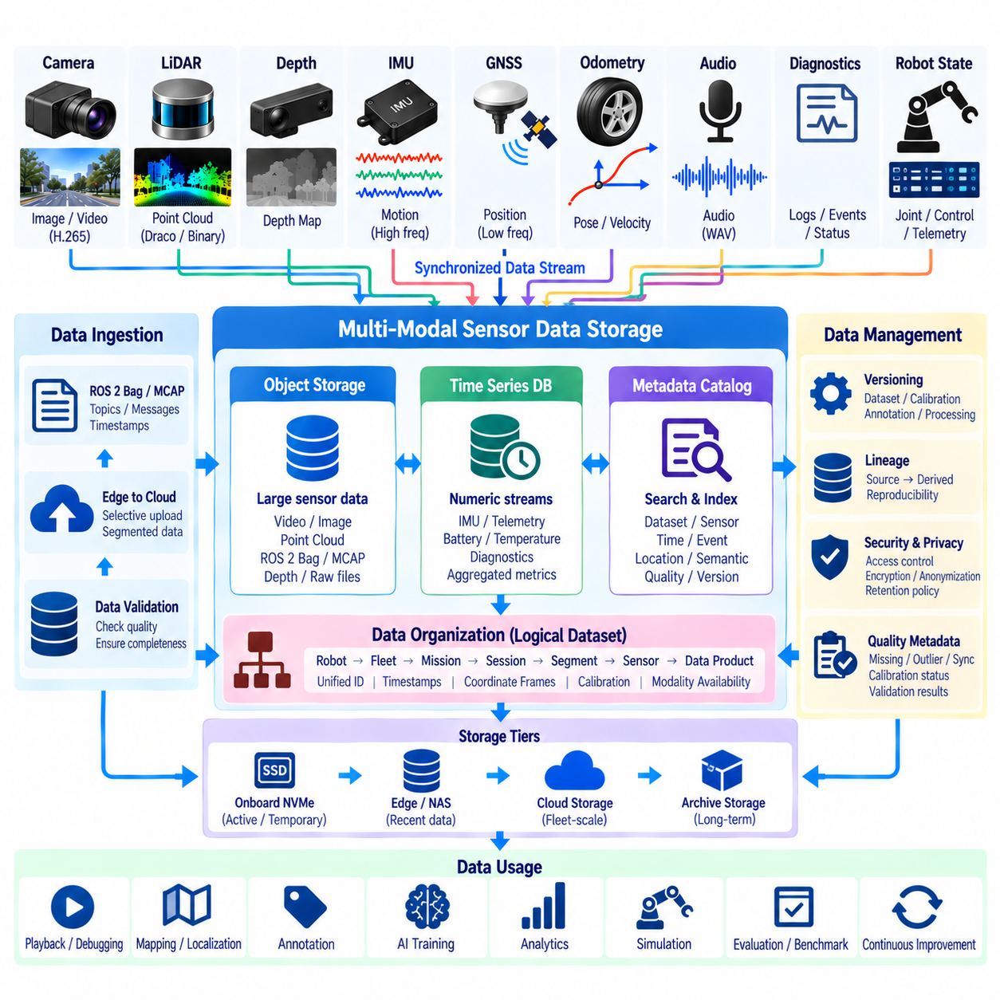 Camera
LiDAR
Depth
IMU
GNSS
Odometry
Audio
Diagnostics
Robot State
IMU
Image / Video
(H.265)
Point Cloud
(Draco / Binary)
Depth Map
Motion
(High freq)
Position
(Low freq)
Pose / Velocity
Audio
(WAV)
Logs / Events
/ Status
Joint / Control
/ Telemetry
Synchronized Data Stream
Data Ingestion
ROS 2 Bag / MCAP
Topics / Messages
Timestamps
Edge to Cloud
Selective upload
Segmented data
Data Validation
Check quality
Ensure completeness
Multi-Modal Sensor Data Storage
Object Storage
Large sensor data
Video / Image
Point Cloud
ROS 2 Bag / MCAP
Depth / Raw files
Time Series DB
Numeric streams
IMU / Telemetry
Battery / Temperature
Diagnostics
Aggregated metrics
Metadata Catalog
Search & Index
Dataset / Sensor
Time / Event
Location / Semantic
Quality / Version
Data Organization (Logical Dataset)
Robot → Fleet → Mission → Session → Segment → Sensor → Data Product
Unified ID | Timestamps | Coordinate Frames | Calibration | Modality Availability
Data Management
Versioning
Dataset / Calibration
Annotation / Processing
Lineage
Source → Derived
Reproducibility
Security & Privacy
Access control
Encryption / Anonymization
Retention policy
Quality Metadata
Missing / Outlier / Sync
Calibration status
Validation results
Storage Tiers
SSD
Onboard NVMe
(Active / Temporary)
Edge / NAS
(Recent data)
Cloud Storage
(Fleet-scale)
Archive Storage
(Long-term)
Data Usage
Playback / Debugging
Mapping / Localization
Annotation
AI Training
Analytics
Simulation
Evaluation / Benchmark
Continuous Improvement